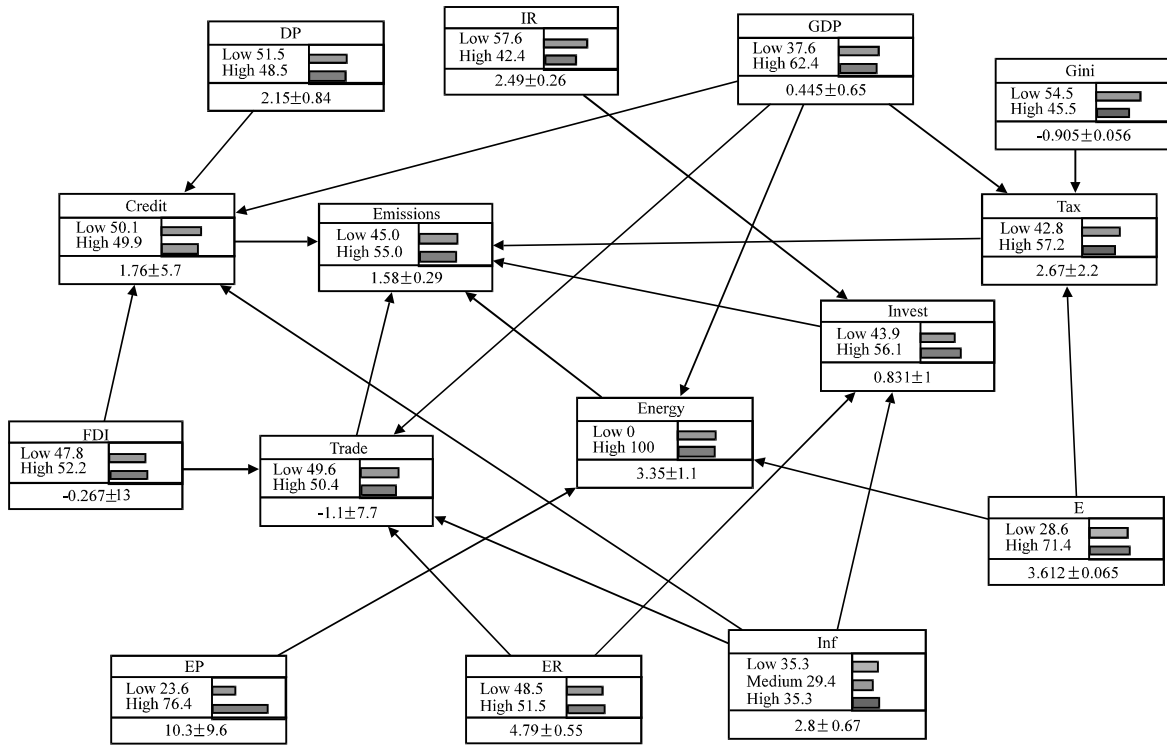 DP
Low 51.5
High 48.5
2.15±0.84
IR
Low 57.6
High 42.4
2.49±0.26
GDP
Low 37.6
High 62.4
0.445±0.65
Gini
Low 54.5
High 45.5
-0.905±0.056
Credit
Low 50.1
High 49.9
1.76±5.7
Emissions
Low 45.0
High 55.0
1.58±0.29
Tax
Low 42.8
High 57.2
2.67±2.2
Invest
Low 43.9
High 56.1
0.831±1
FDI
Low 47.8
High 52.2
-0.267±13
Trade
Low 49.6
High 50.4
-1.1±7.7
Energy
Low 0
High 100
3.35±1.1
E
Low 28.6
High 71.4
3.612±0.065
EP
Low 23.6
High 76.4
10.3±9.6
ER
Low 48.5
High 51.5
4.79±0.55
Inf
Low 35.3
Medium 29.4
High 35.3
2.8±0.67